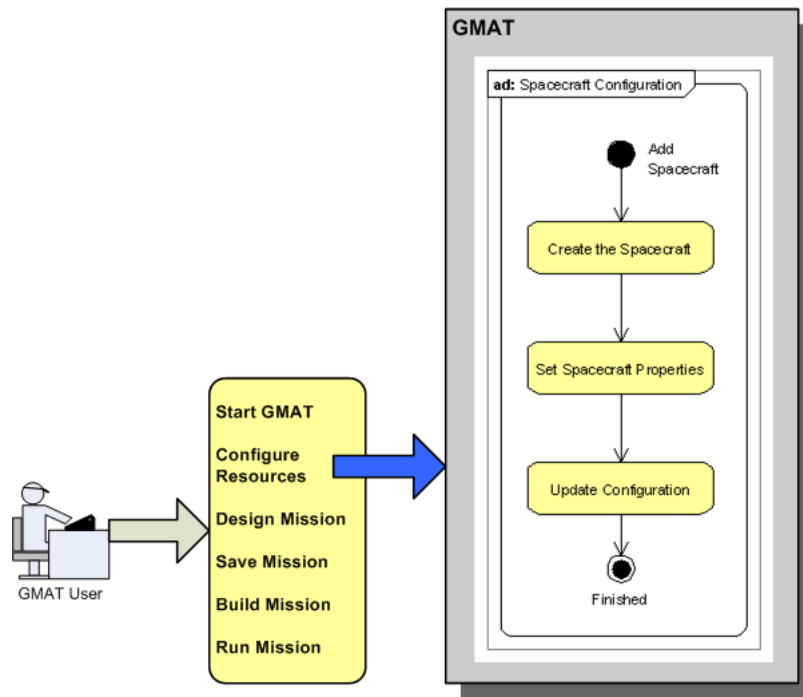 GMAT
ad: Spacecraft Configuration
Add
Spacecraft
Create the Spacecraft
Set Spacecraft Properties
Update Configuration
Finished
Start GMAT
Configure
Resources
Design Mission
Save Mission
Build Mission
Run Mission
GMAT User